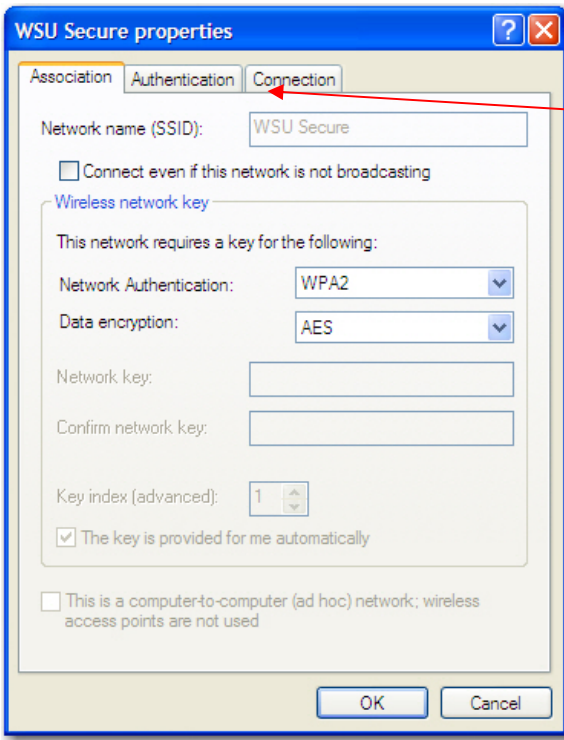 WSU Secure properties
Association Authentication Connection
Network name (SSID): WSU Secure
Connect even if this network is not broadcasting
Wireless network key
This network requires a key for the following:
Network Authentication: WPA2
Data encryption: AES
Network key:
Confirm network key:
Key index (advanced): 1
The key is provided for me automatically
This is a computer-to-computer (ad hoc) network; wireless
access points are not used
OK Cancel